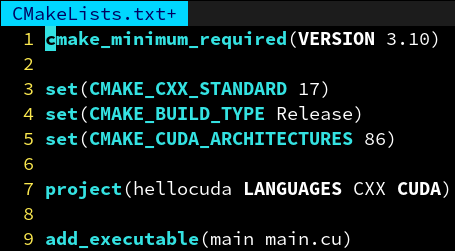 CMakeLists.txt+
1 cmake_minimum_required(VERSION 3.10)
2
3 set(CMAKE_CXX_STANDARD 17)
4 set(CMAKE_BUILD_TYPE Release)
5 set(CMAKE_CUDA_ARCHITECTURES 86)
6
7 project(hellocuda LANGUAGES CXX CUDA)
8
9 add_executable(main main.cu)